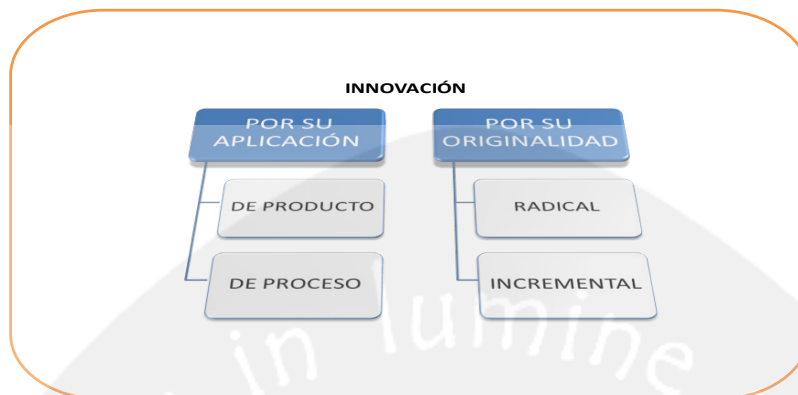 INNOVACIÓN
POR SU
APLICACIÓN
DE PRODUCTO
DE PROCESO
POR SU
ORIGINALIDAD
RADICAL
INCREMENTAL
in lumine